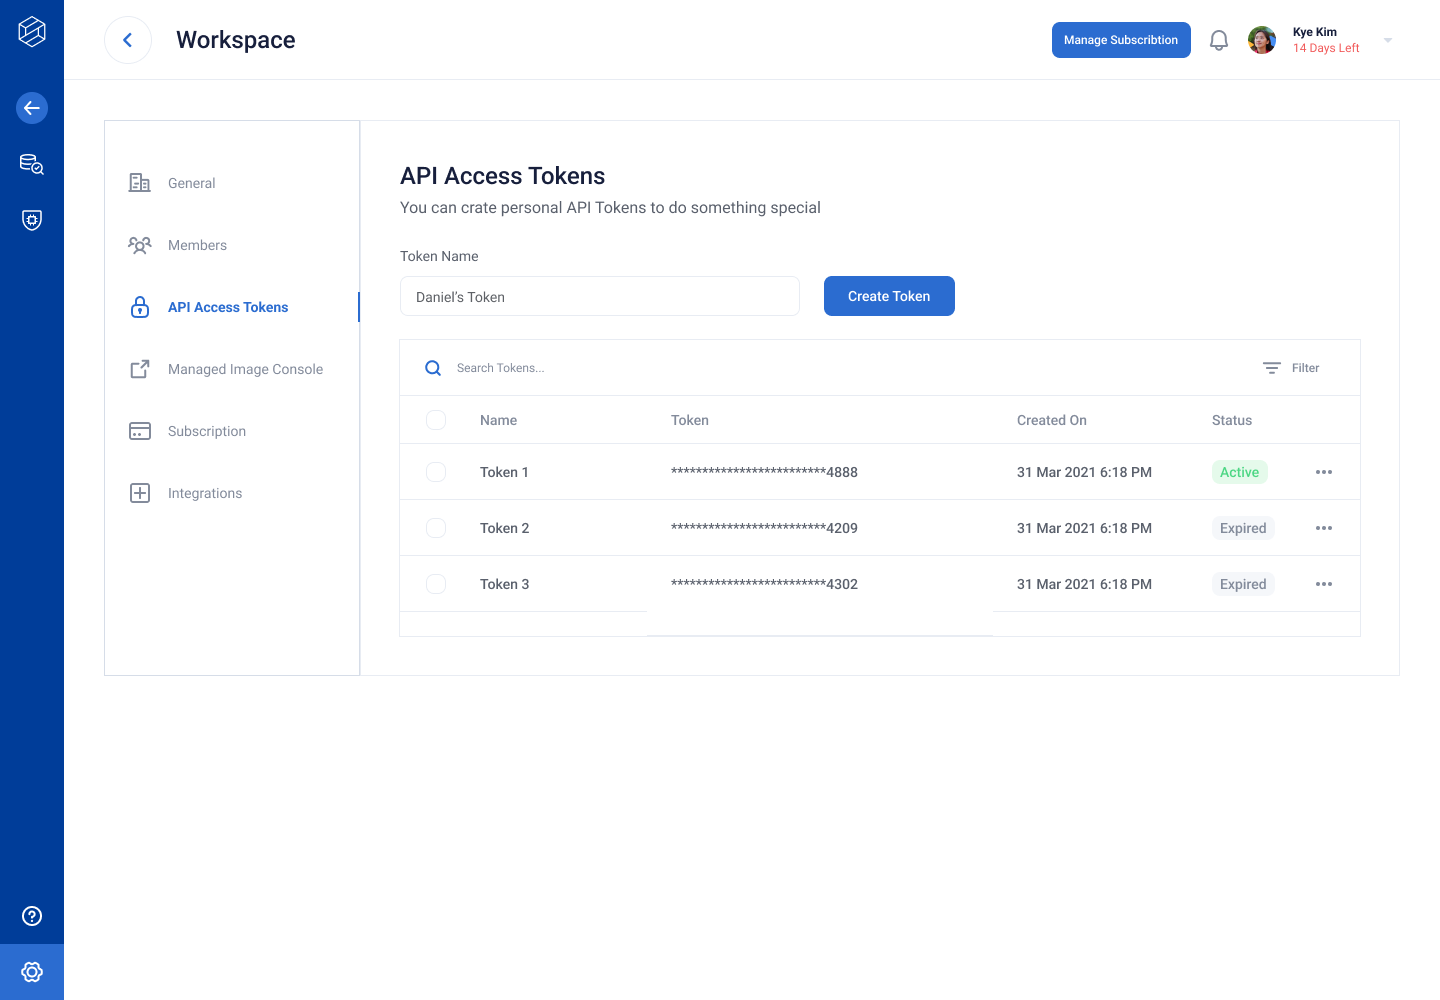 Workspace
Manage Subscribtion
Kye Kim
14 Days Left
General
Members
API Access Tokens
Managed Image Console
Subscription
Integrations
API Access Tokens
You can crate personal API Tokens to do something special
Token Name
Daniel's Token
Create Token
Search Tokens...
Filter
Name Token Created On Status
Token 1 *************************4888 31 Mar 2021 6:18 PM Active
Token 2 *************************4209 31 Mar 2021 6:18 PM Expired
Token 3 *************************4302 31 Mar 2021 6:18 PM Expired